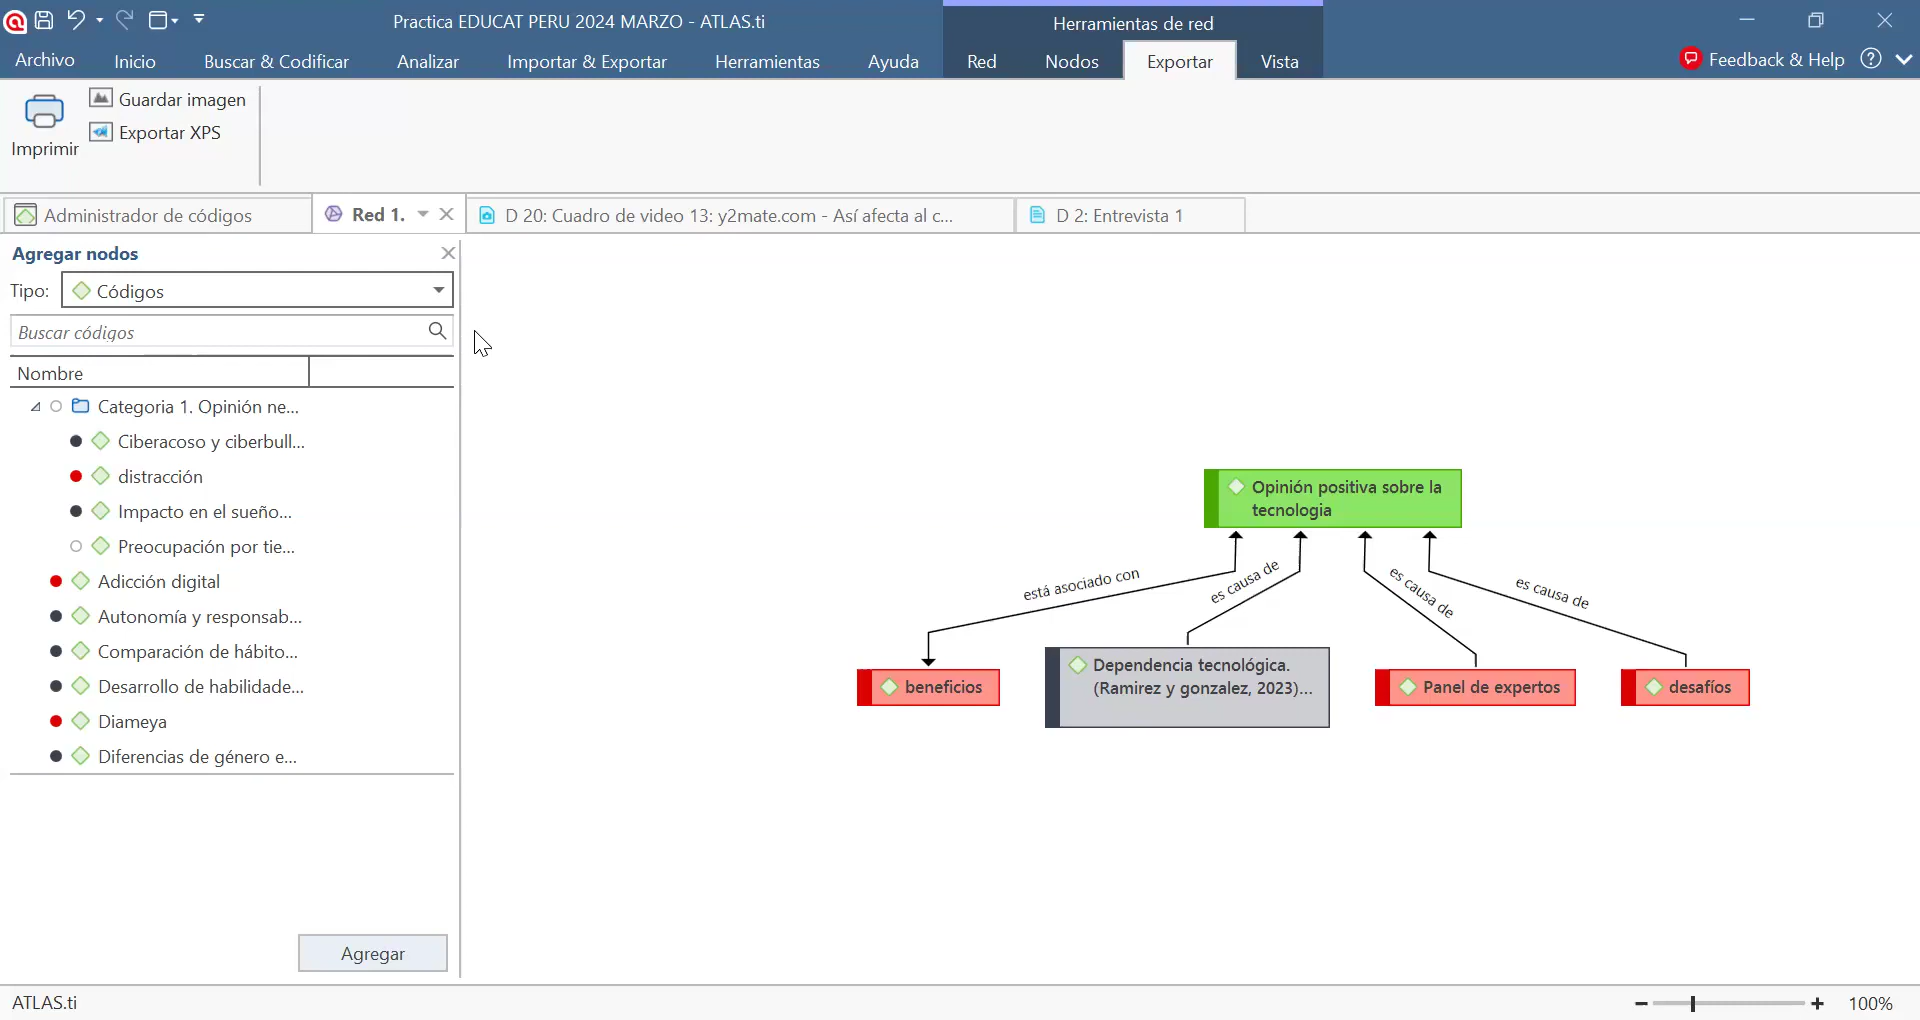 Practica EDUCAT PERU 2024 MARZO - ATLAS.ti
Herramientas de red
Archivo
Inicio
Buscar & Codificar
Analizar
Importar & Exportar
Herramientas
Ayuda
Red
Nodos
Exportar
Vista
Feedback & Help
Imprimir
Guardar imagen
Exportar XPS
Administrador de códigos
Red 1.
D 20: Cuadro de video 13: y2mate.com - Así afecta al c...
D 2: Entrevista 1
Agregar nodos
Tipo:
Códigos
Buscar códigos
Nombre
Categoria 1. Opinión ne...
Ciberacoso y ciberbull...
distracción
Impacto en el sueño...
Preocupación por tie...
Adicción digital
Autonomía y responsab...
Comparación de hábito...
Desarrollo de habilidade...
Diameya
Diferencias de género e...
Agregar
Opinión positiva sobre la
tecnologia
está asociado con
es causa de
es causa de
es causa de
beneficios
Dependencia tecnológica.
(Ramirez y gonzalez, 2023)...
Panel de expertos
desafíos
ATLAS.ti
100%